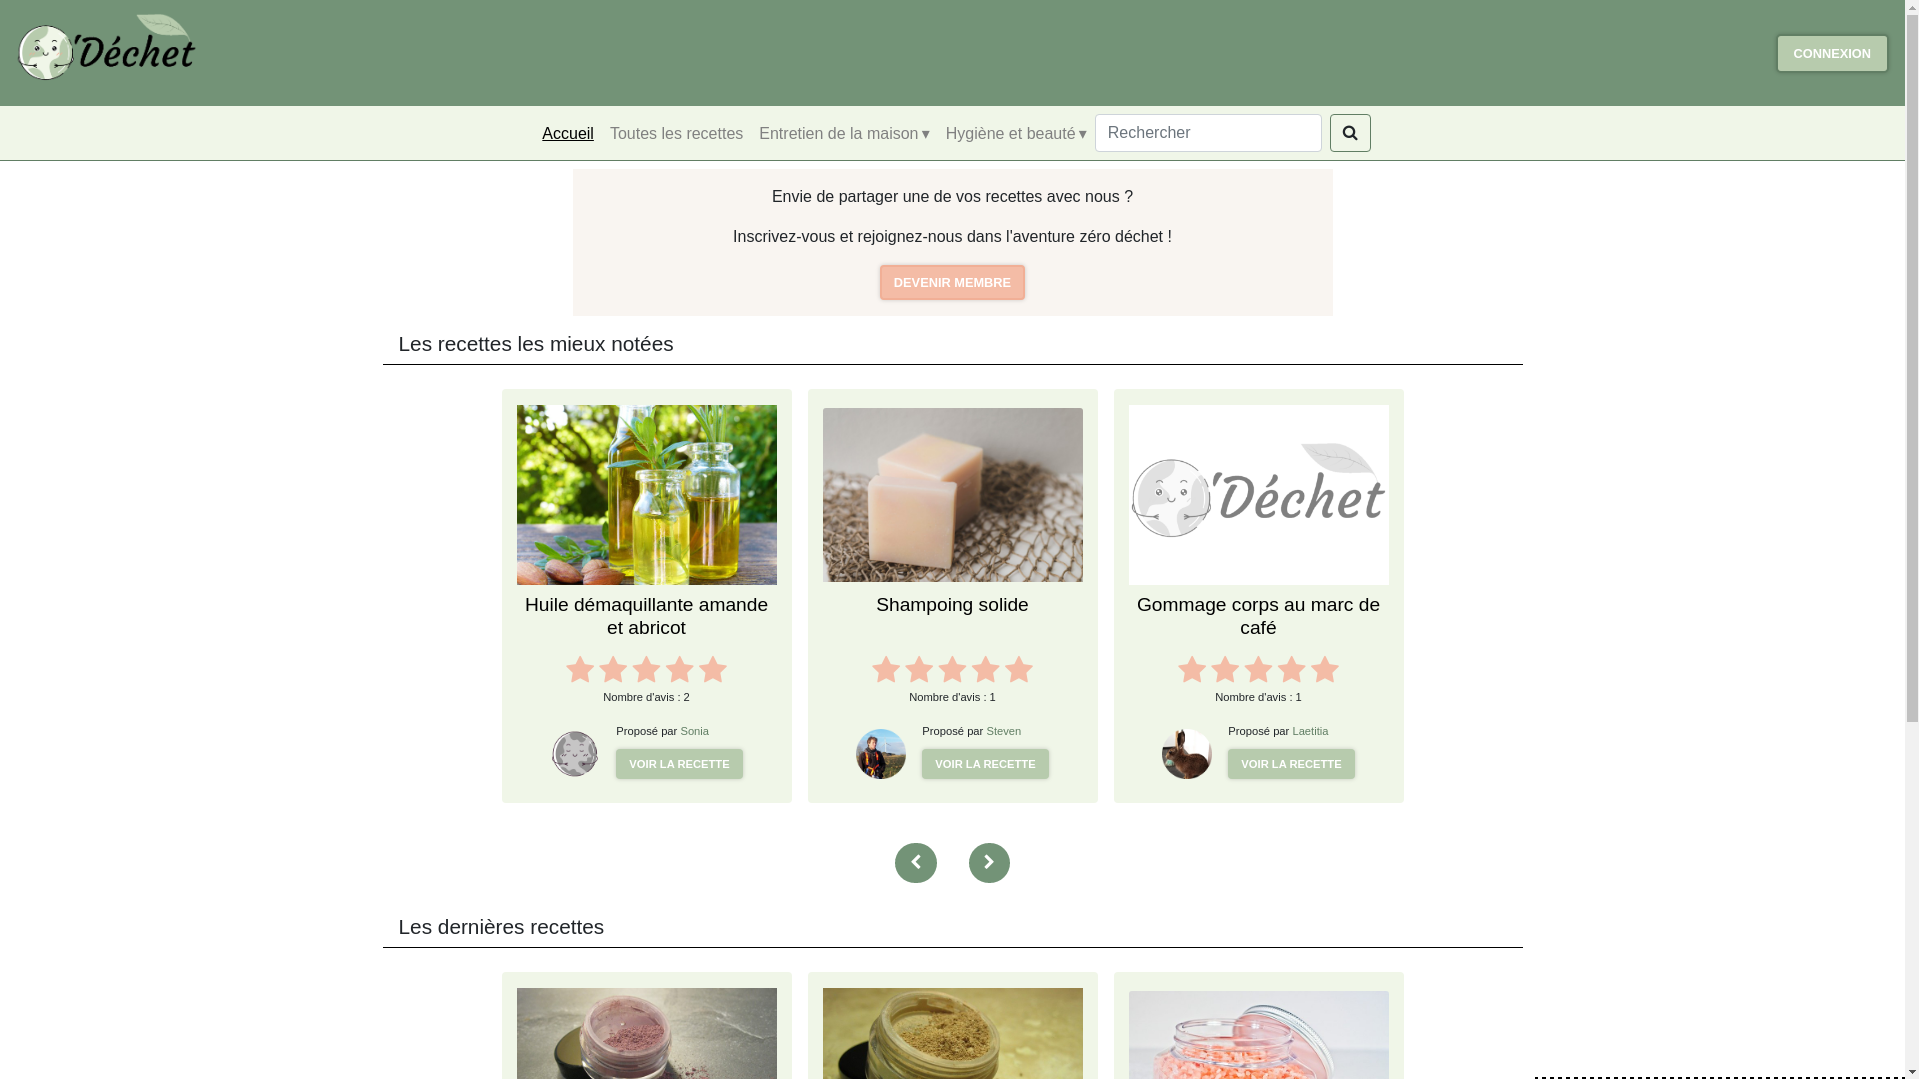 'Déchet
CONNEXION
Accueil
Toutes les recettes
Entretien de la maison ▾
Hygiène et beauté ▾
Rechercher
Envie de partager une de vos recettes avec nous ?
Inscrivez-vous et rejoignez-nous dans l'aventure zéro déchet !
DEVENIR MEMBRE
Les recettes les mieux notées
'Déchet
Huile démaquillante amande
et abricot
Nombre d'avis : 2
Proposé par Sonia
VOIR LA RECETTE
Shampoing solide
Nombre d'avis : 1
Proposé par Steven
VOIR LA RECETTE
Gommage corps au marc de
café
Nombre d'avis : 1
Proposé par Laetitia
VOIR LA RECETTE
Les dernières recettes